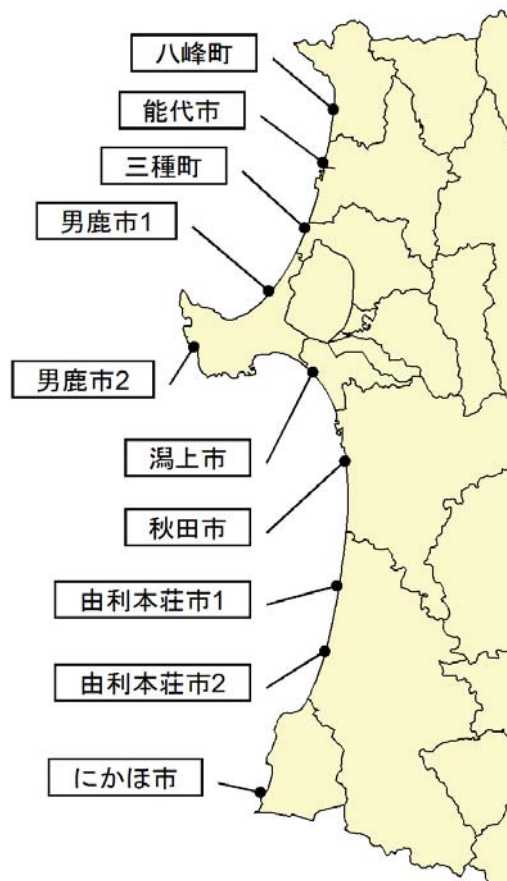 八峰町
能代市
三種町
男鹿市1
男鹿市2
潟上市
秋田市
由利本荘市1
由利本荘市2
にかほ市